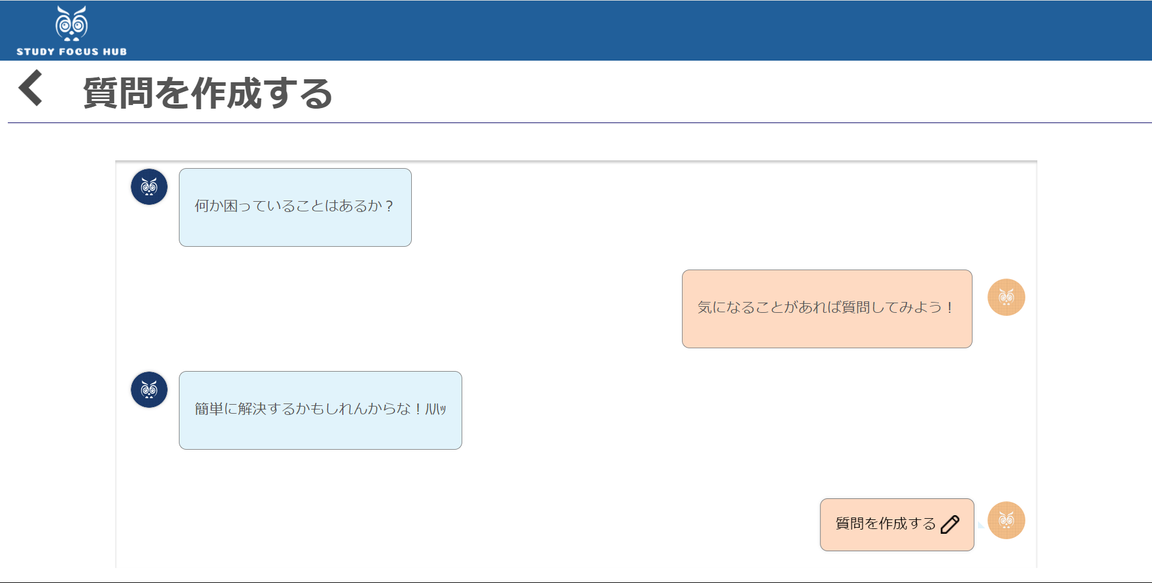 STUDY FOCUS HUB
質問を作成する
何か困っていることはあるか？
気になることがあれば質問してみよう！
簡単に解決するかもしれんからな！ﾊﾊｯ
質問を作成する